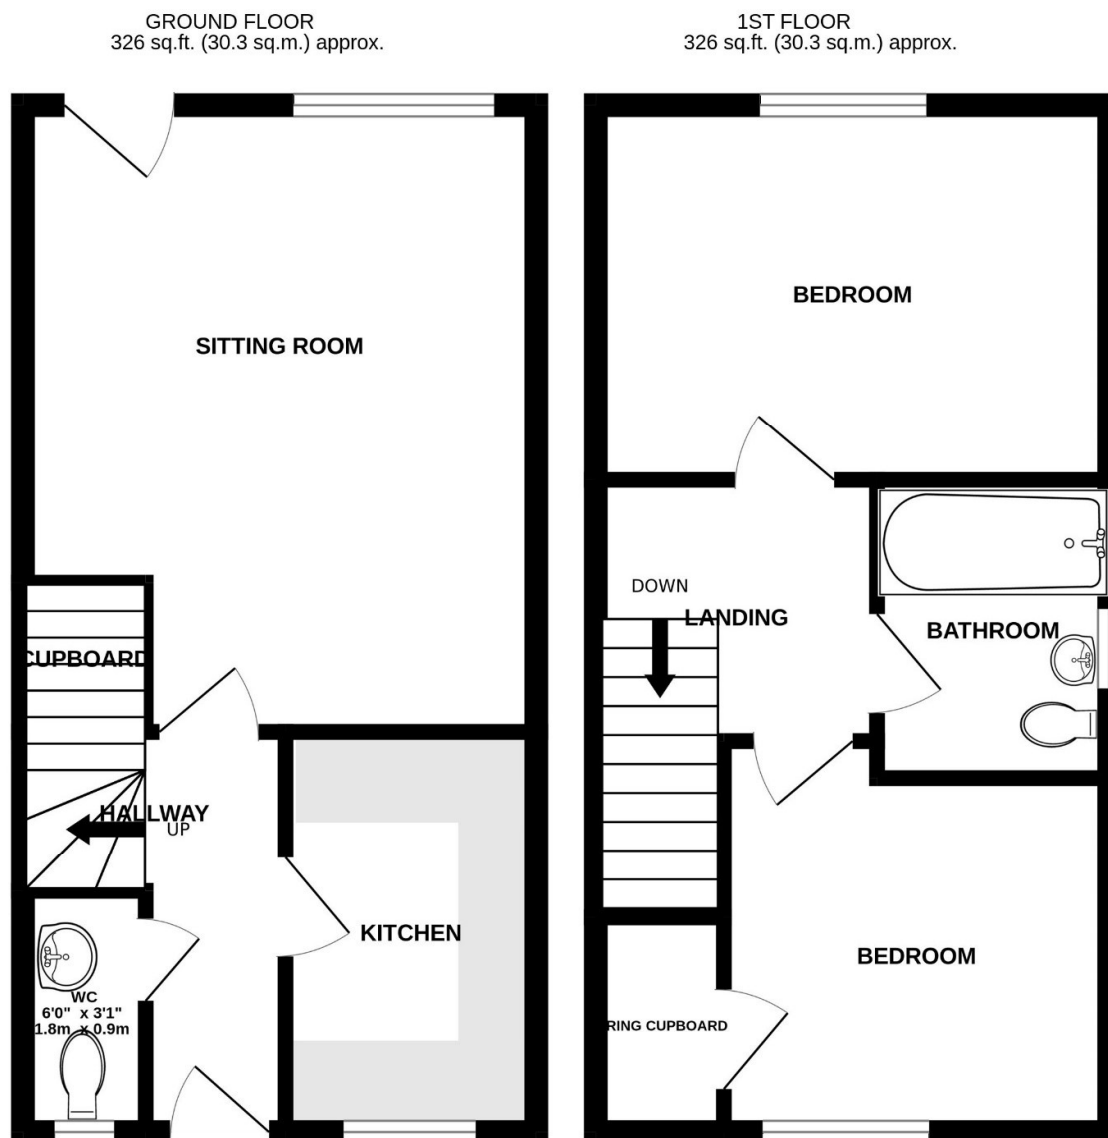 GROUND FLOOR
326 sq.ft. (30.3 sq.m.) approx.
SITTING ROOM
CUPBOARD
HALLWAY
UP
KITCHEN
WC
6'0" x 3'1"
1.8m x 0.9m
1ST FLOOR
326 sq.ft. (30.3 sq.m.) approx.
BEDROOM
DOWN
LANDING
BATHROOM
BEDROOM
RING CUPBOARD